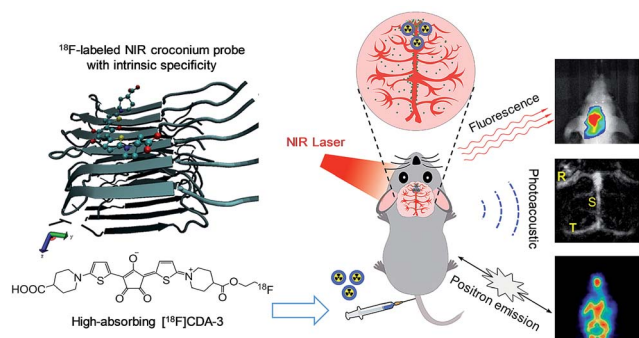 ¹⁸F-labeled NIR croconium probe
with intrinsic specificity
NIR Laser
Fluorescence
Photoacoustic
Positron emission
R
S
T
z
y
HOOC
N
S
O⁻
O
O
S
N⁺
O
O
¹⁸F
High-absorbing [¹⁸F]CDA-3